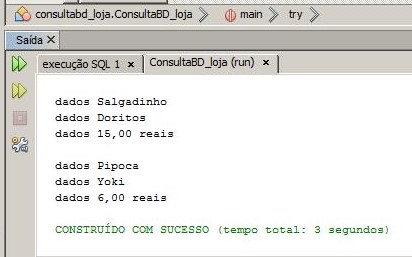 consultabd_loja.ConsultaBD_loja main try
Saída
execução SQL 1 ConsultaBD_loja (run)
dados Salgadinho
dados Doritos
dados 15,00 reais
dados Pipoca
dados Yoki
dados 6,00 reais
CONSTRUÍDO COM SUCESSO (tempo total: 3 segundos)